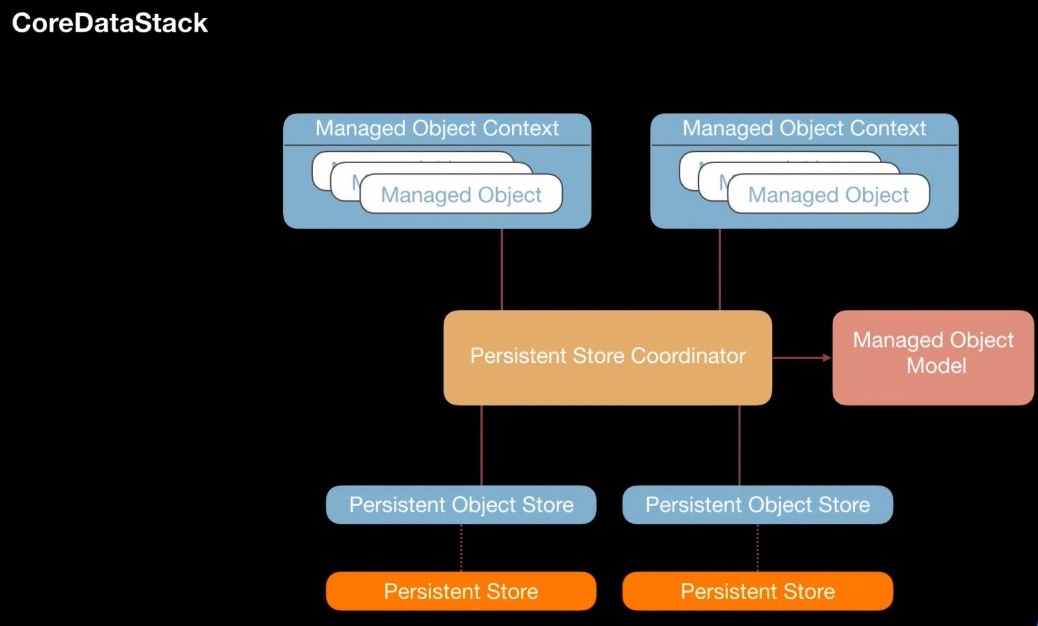 CoreDataStack
Managed Object Context
Managed Object
Managed Object Context
Managed Object
Persistent Store Coordinator
Managed Object
Model
Persistent Object Store
Persistent Object Store
Persistent Store
Persistent Store